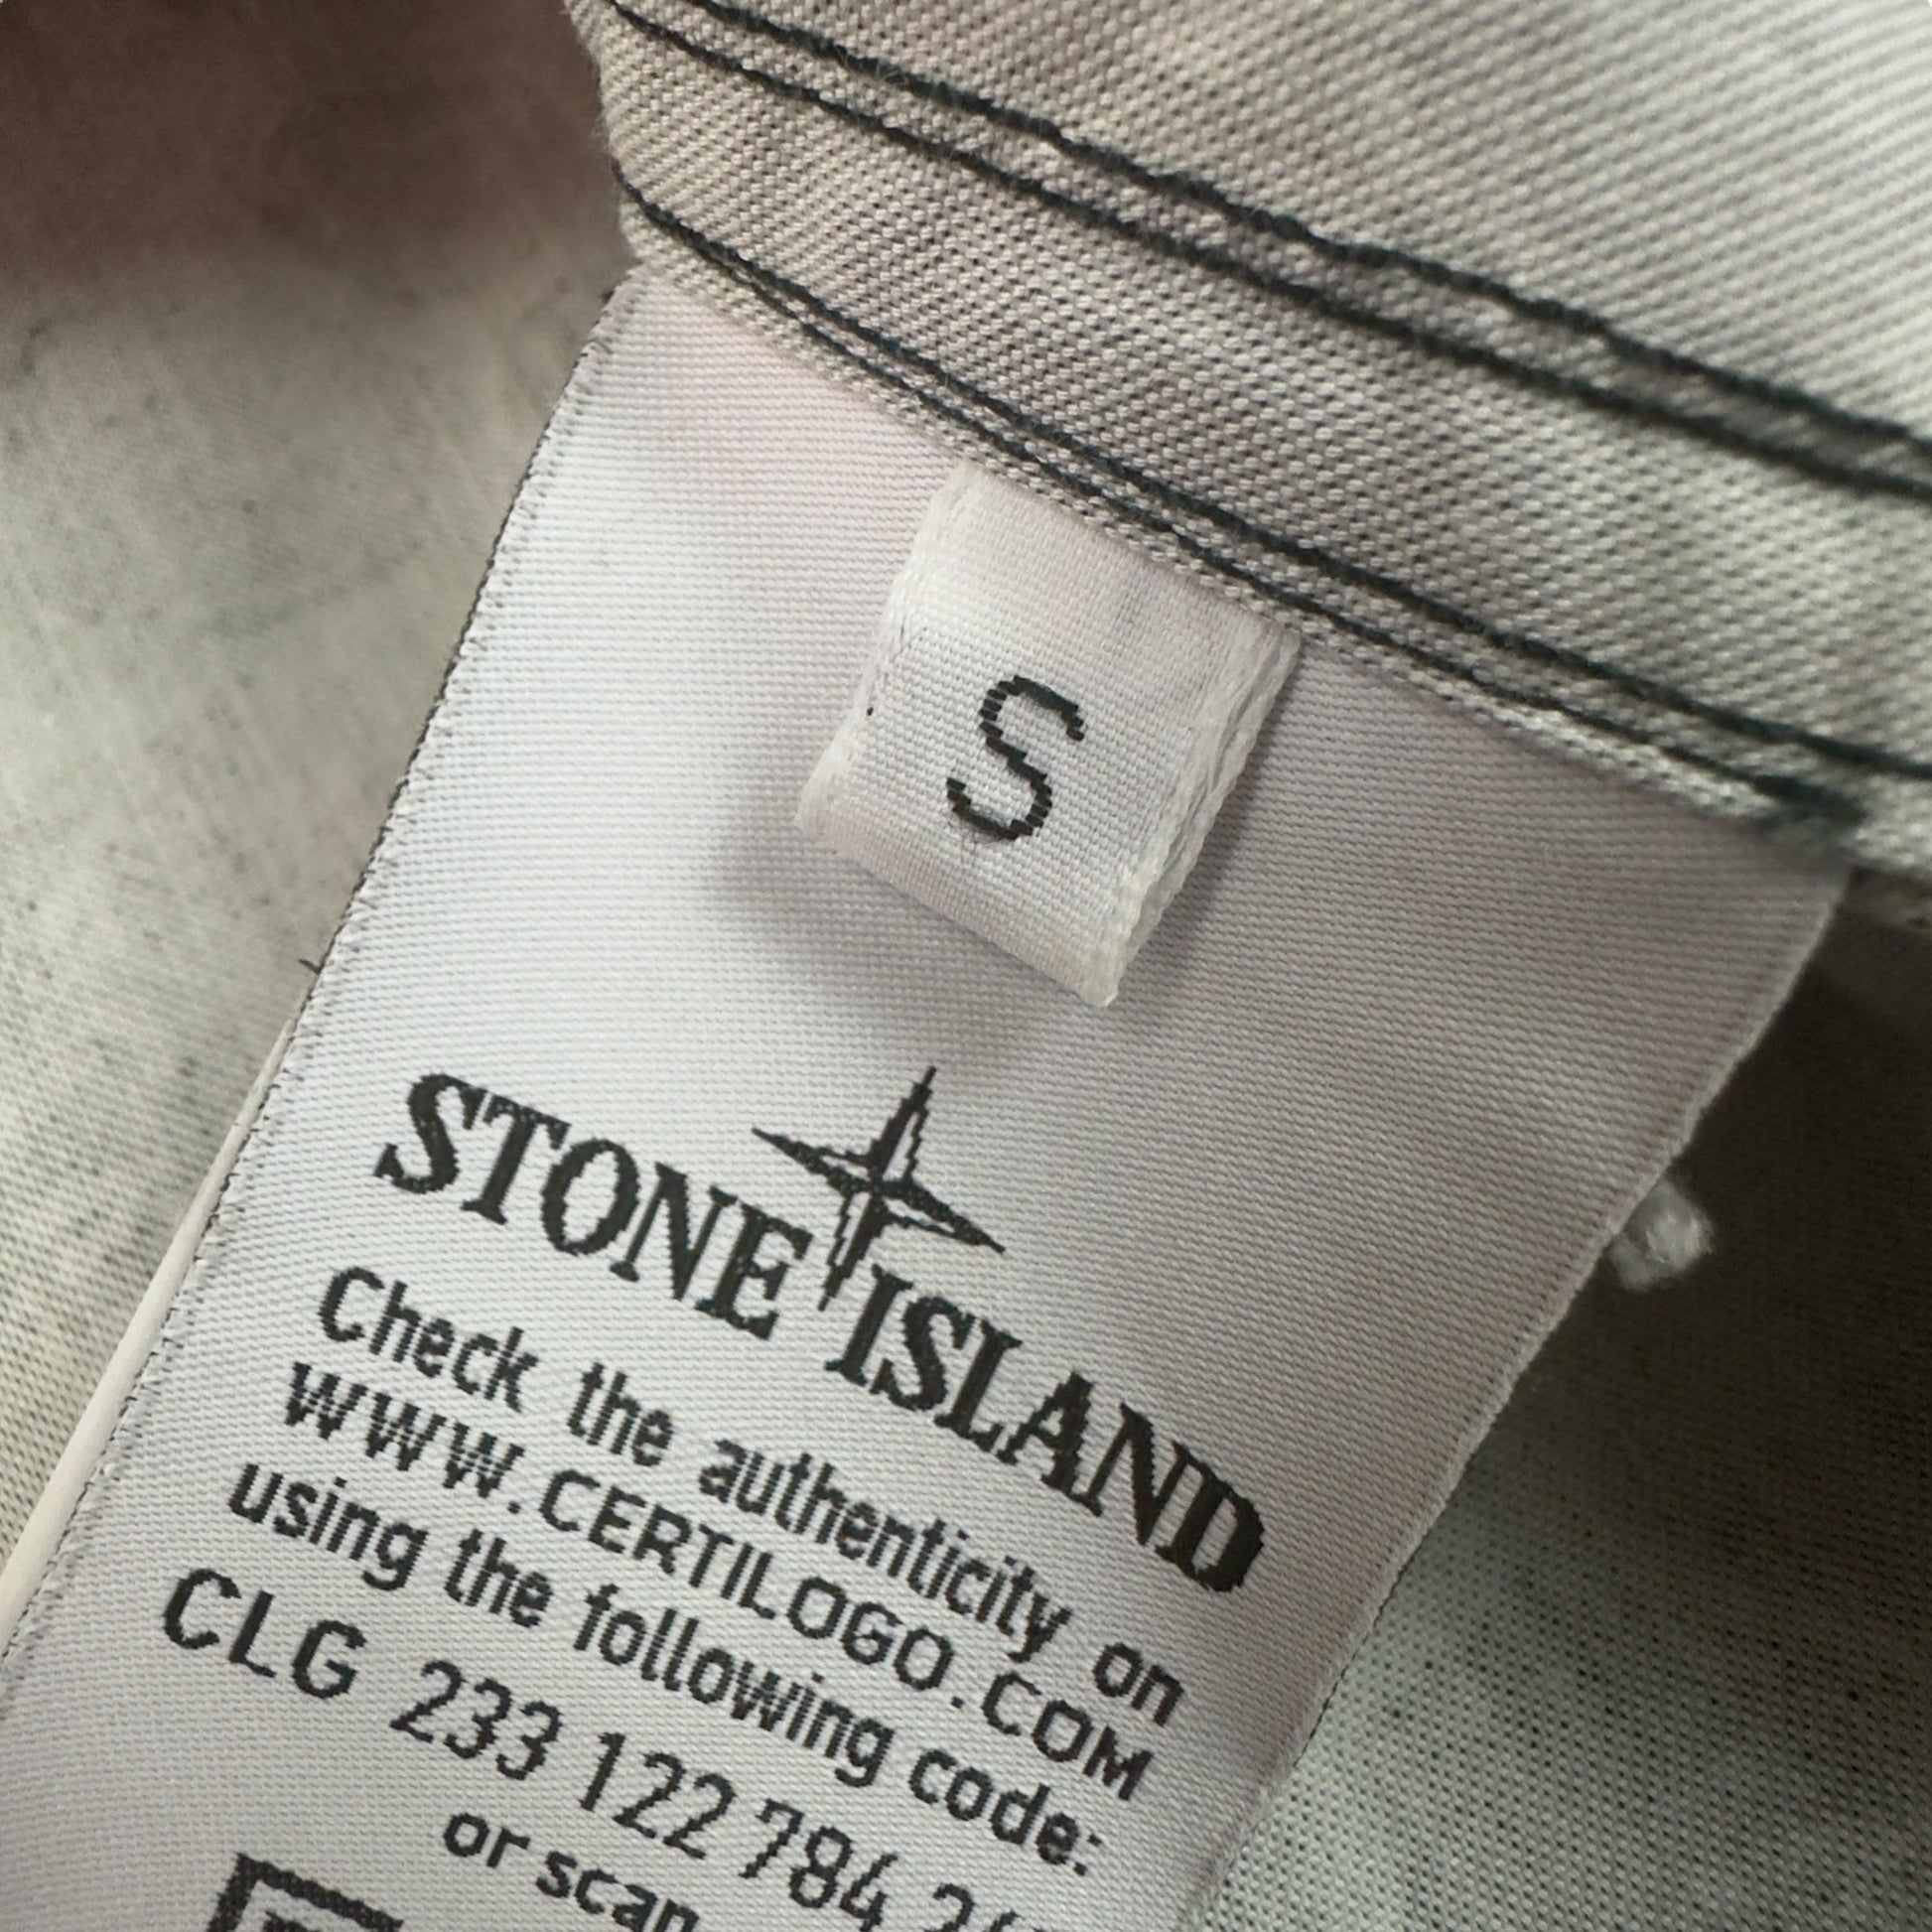 S
STONE ISLAND
Check the authenticity on
WWW.CERTILOGO.COM
using the following code:
CLG 233 122 784
or scan